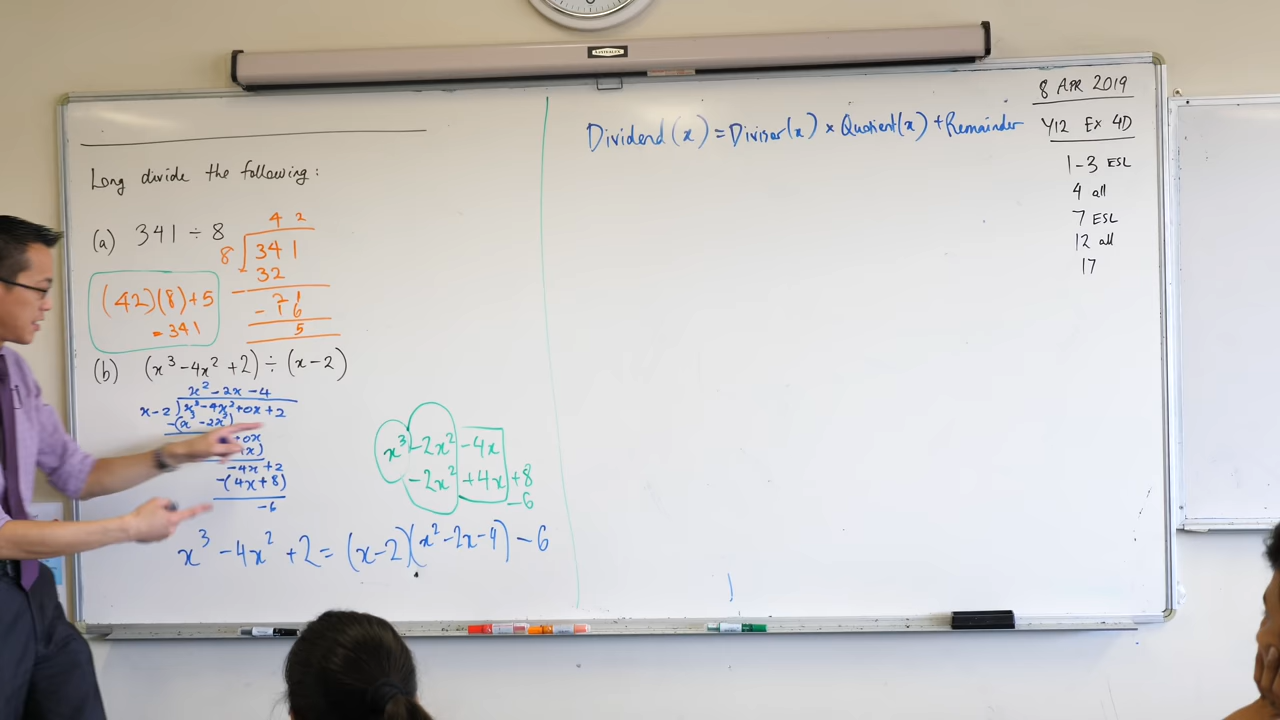 Long divide the following:
(a) 341 ÷ 8
4 2
8 341
32
- 21
- 16
5
(42)(8)+5
= 341
(b) (x³ - 4x² + 2) ÷ (x - 2)
x² - 2x - 4
x-2 ) x³ - 4x² + 0x + 2
-(x³ - 2x²)
+0x
x)
-4x + 2
-(4x + 8)
-6
x³ - 2x² - 4x
- 2x² + 4x + 8
- 6
x³ - 4x² + 2 = (x-2)(x² - 2x - 4) - 6
Dividend (x) = Divisor(x) × Quotient(x) + Remainder
8 APR 2019
Y12 Ex 4D
1-3 ESL
4 all
7 ESL
12 all
17